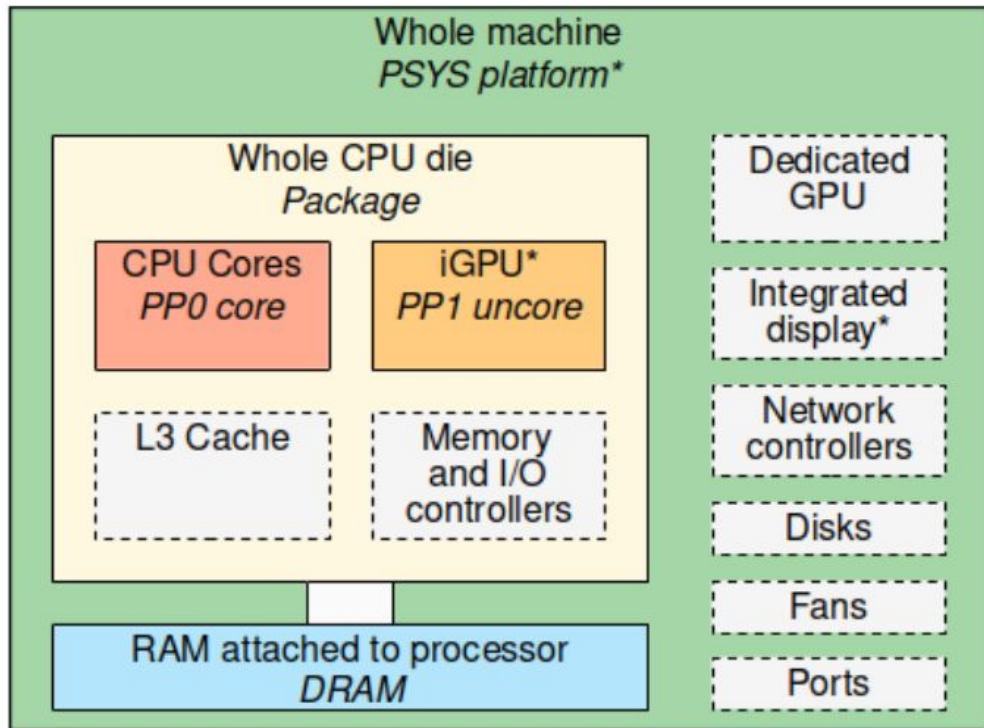 Whole machine
PSYS platform*
Whole CPU die
Package
CPU Cores
PP0 core
iGPU*
PP1 uncore
L3 Cache
Memory
and I/O
controllers
RAM attached to processor
DRAM
Dedicated
GPU
Integrated
display*
Network
controllers
Disks
Fans
Ports